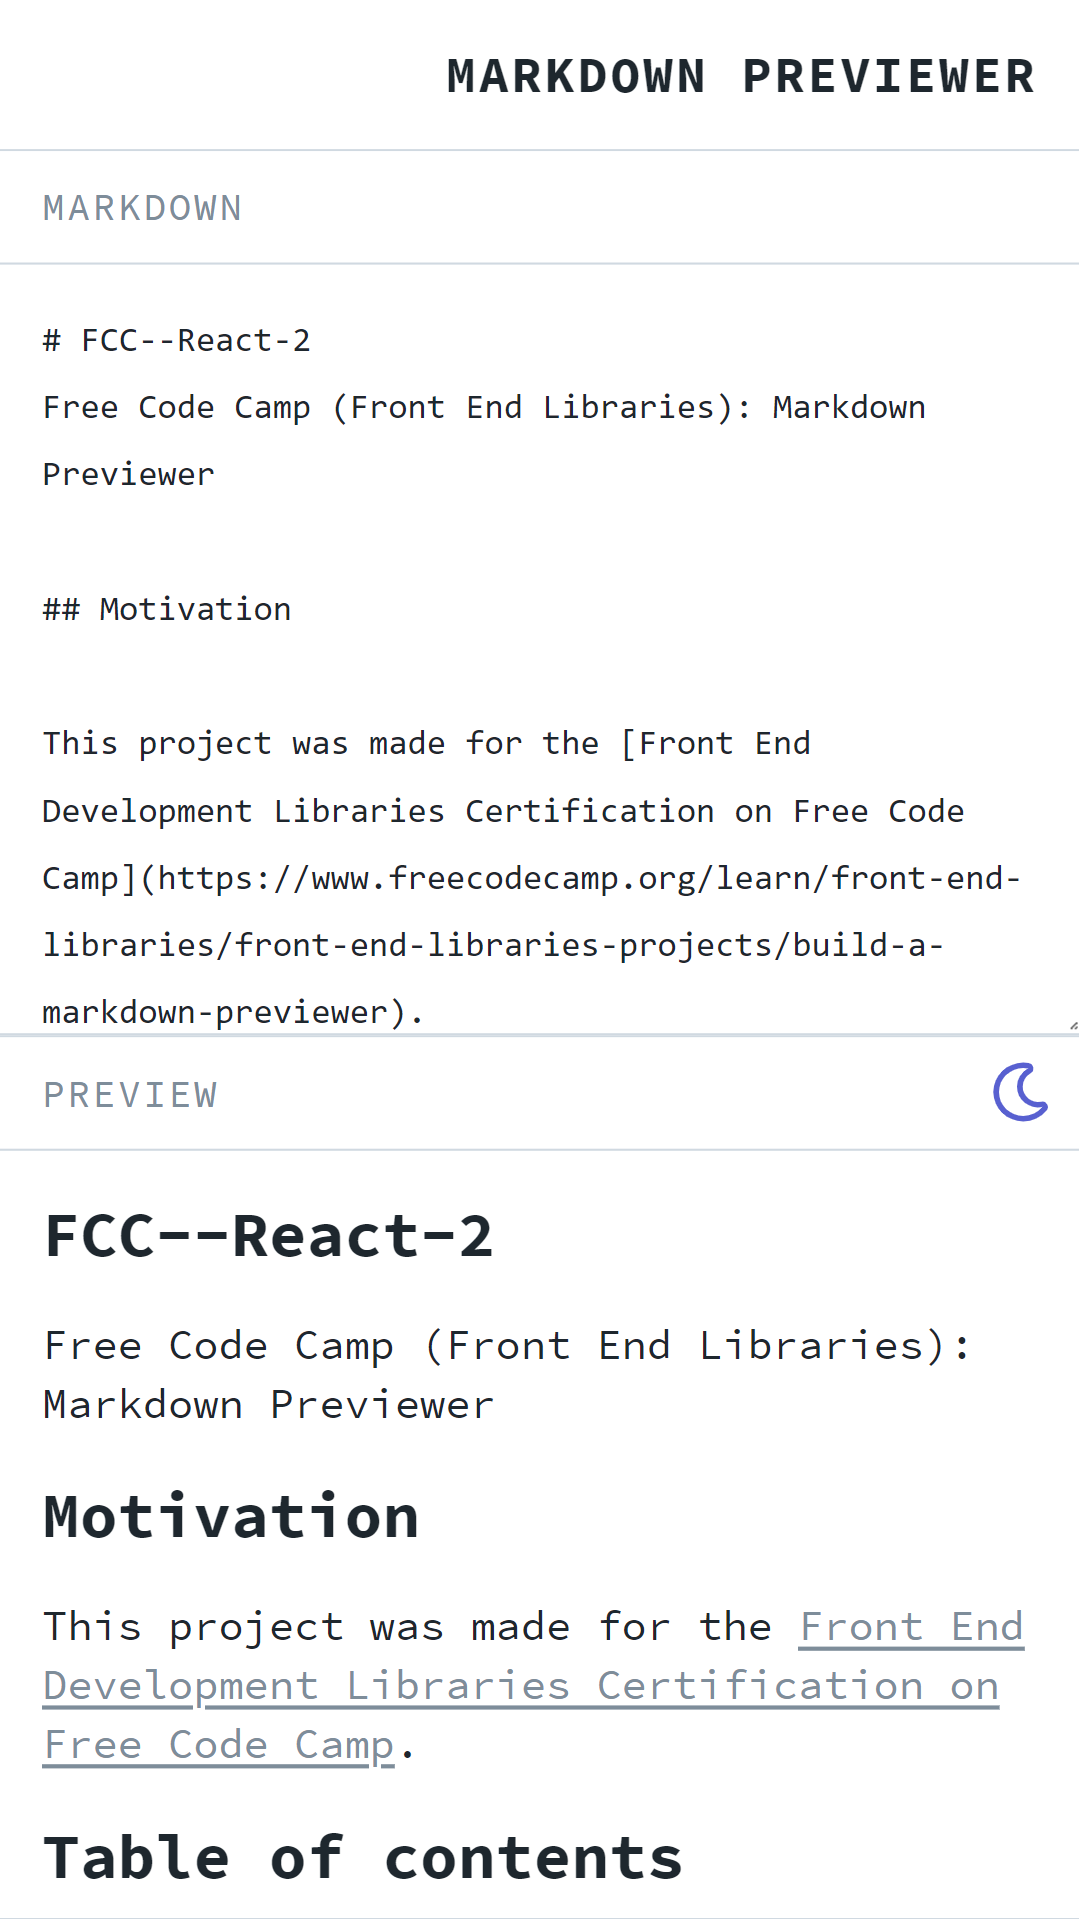 MARKDOWN PREVIEWER
MARKDOWN
# FCC--React-2
Free Code Camp (Front End Libraries): Markdown
Previewer
## Motivation
This project was made for the [Front End
Development Libraries Certification on Free Code
Camp](https://www.freecodecamp.org/learn/front-end-
libraries/front-end-libraries-projects/build-a-
markdown-previewer).
PREVIEW
FCC--React-2
Free Code Camp (Front End Libraries):
Markdown Previewer
Motivation
This project was made for the Front End
Development Libraries Certification on
Free Code Camp.
Table of contents